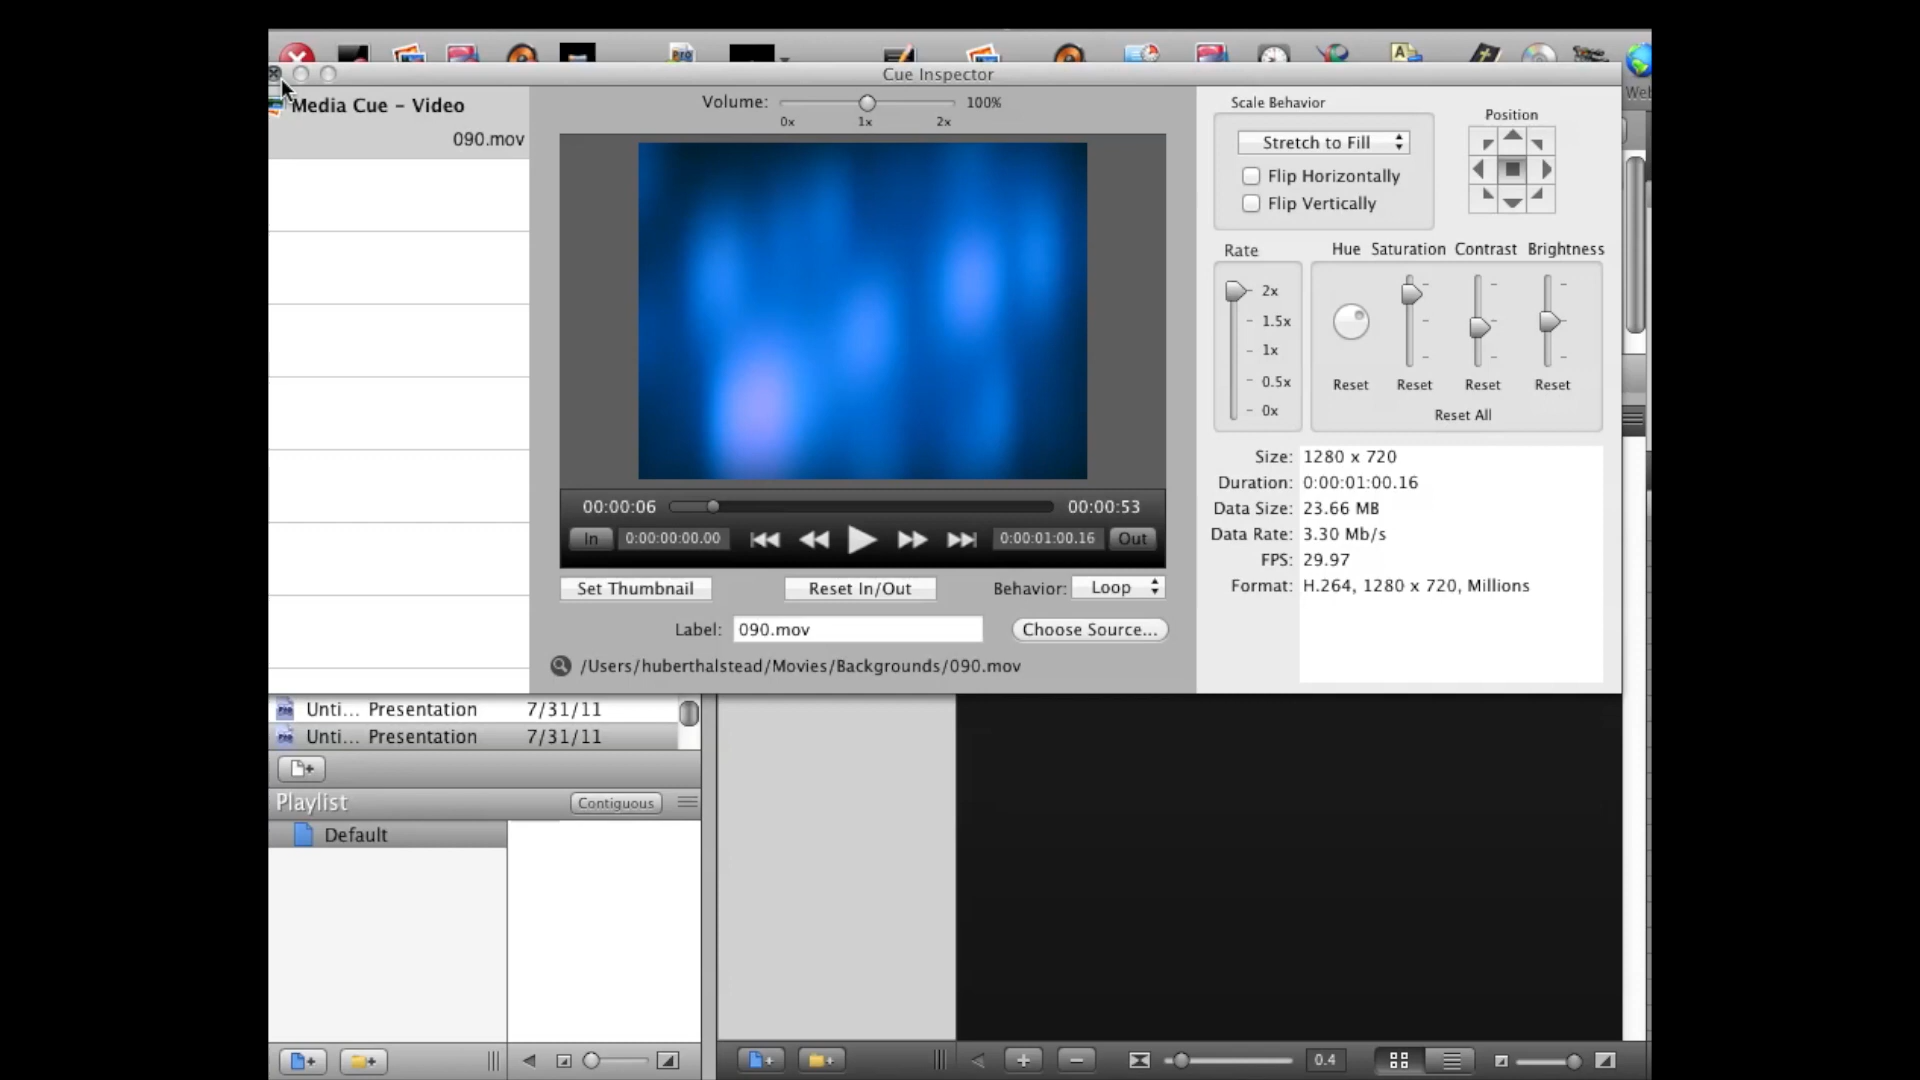 Cue Inspector
Media Cue – Video
090.mov
Volume:
100%
0x
1x
2x
00:00:06
00:00:53
In
0:00:00:00.00
0:00:01:00.16
Out
Set Thumbnail
Reset In/Out
Behavior:
Loop
Label:
090.mov
Choose Source...
/Users/huberthalstead/Movies/Backgrounds/090.mov
Scale Behavior
Stretch to Fill
Flip Horizontally
Flip Vertically
Position
Rate
2x
1.5x
1x
0.5x
0x
Hue
Saturation
Contrast
Brightness
Reset
Reset
Reset
Reset
Reset All
Size: 1280 x 720
Duration: 0:00:01:00.16
Data Size: 23.66 MB
Data Rate: 3.30 Mb/s
FPS: 29.97
Format: H.264, 1280 x 720, Millions
Unti... Presentation 7/31/11
Unti... Presentation 7/31/11
Playlist
Contiguous
Default
0.4